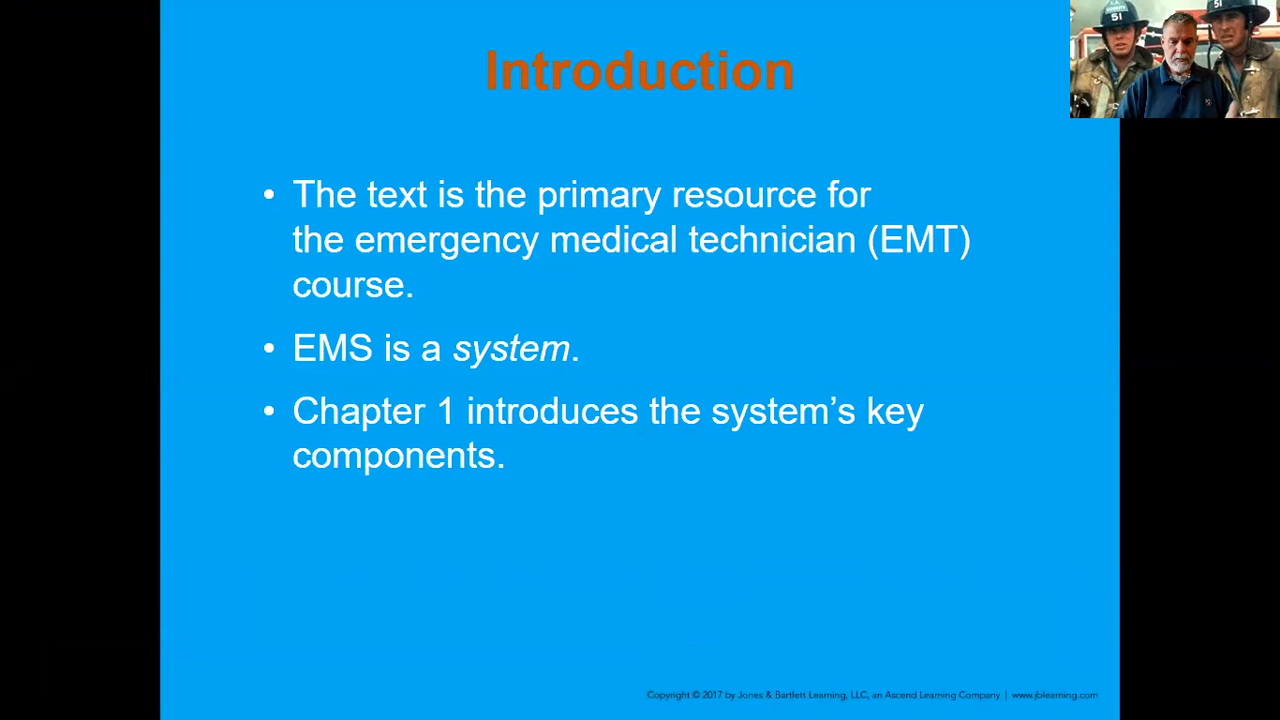 51
51
Introduction
• The text is the primary resource for
the emergency medical technician (EMT)
course.
• EMS is a system.
• Chapter 1 introduces the system’s key
components.
Copyright © 2017 by Jones & Bartlett Learning, LLC, an Ascend Learning Company | www.jblearning.com